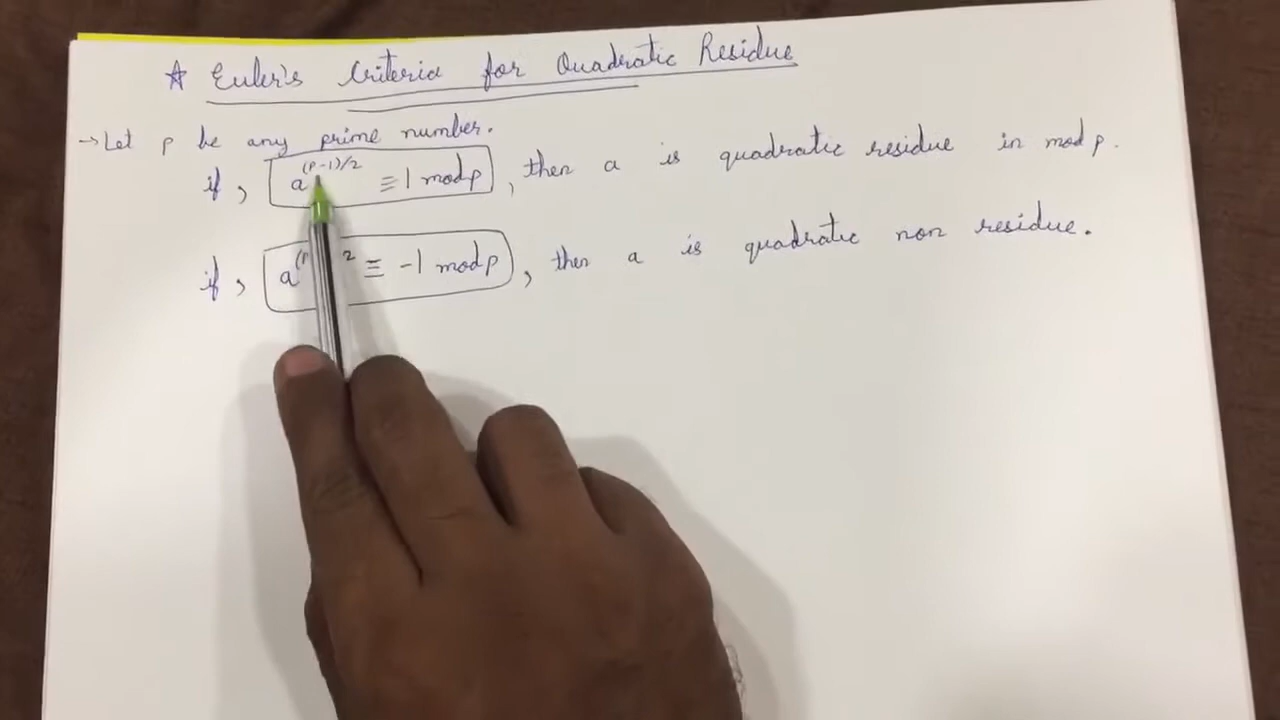 ☆ Euler's Criteria for Quadratic Residue
→ Let p be any prime number.
if, a^(p-1)/2 ≡ 1 mod p, then a is quadratic residue in mod p.
if, a ≡ -1 mod p, then a is quadratic non residue.